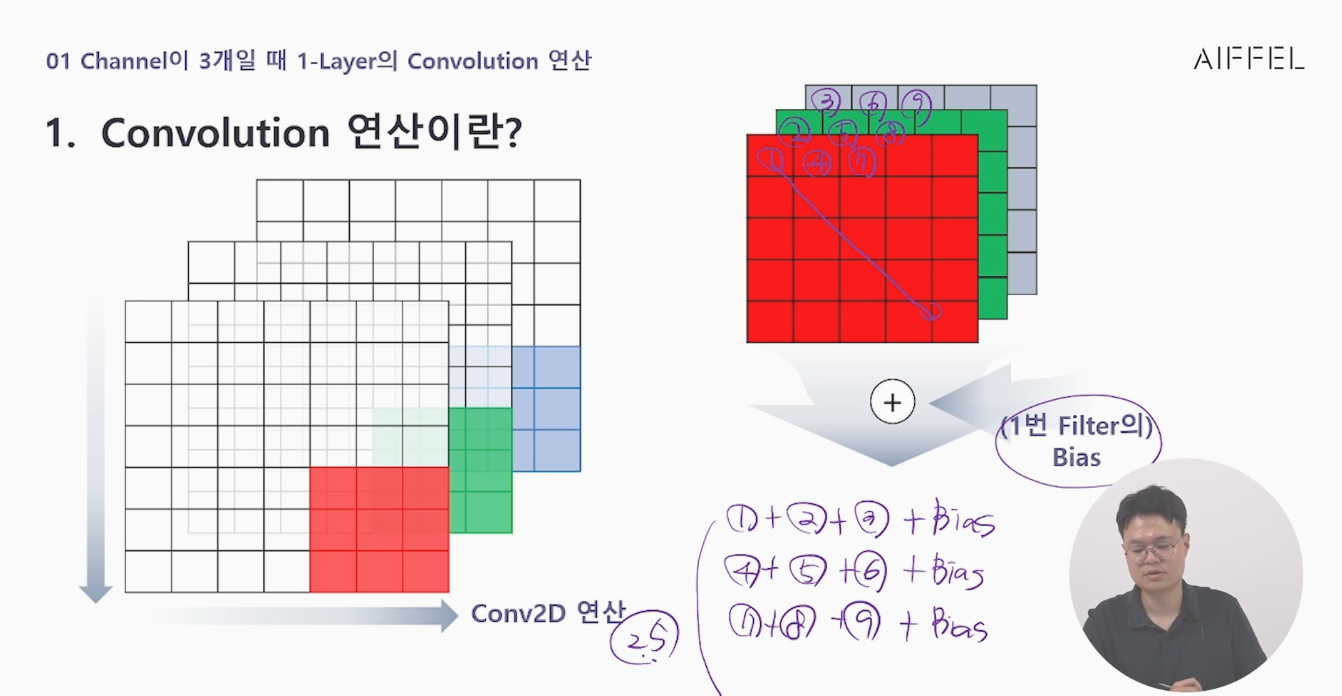 01 Channel이 3개일 때 1-Layer의 Convolution 연산
AIFFEL
1. Convolution 연산이란?
③ ⑥ ⑨
② ⑤ ⑧
① ④ ⑦
+
(1번 Filter의)
Bias
Conv2D 연산
25
① + ② + ③ + Bias
④ + ⑤ + ⑥ + Bias
⑦ + ⑧ + ⑨ + Bias